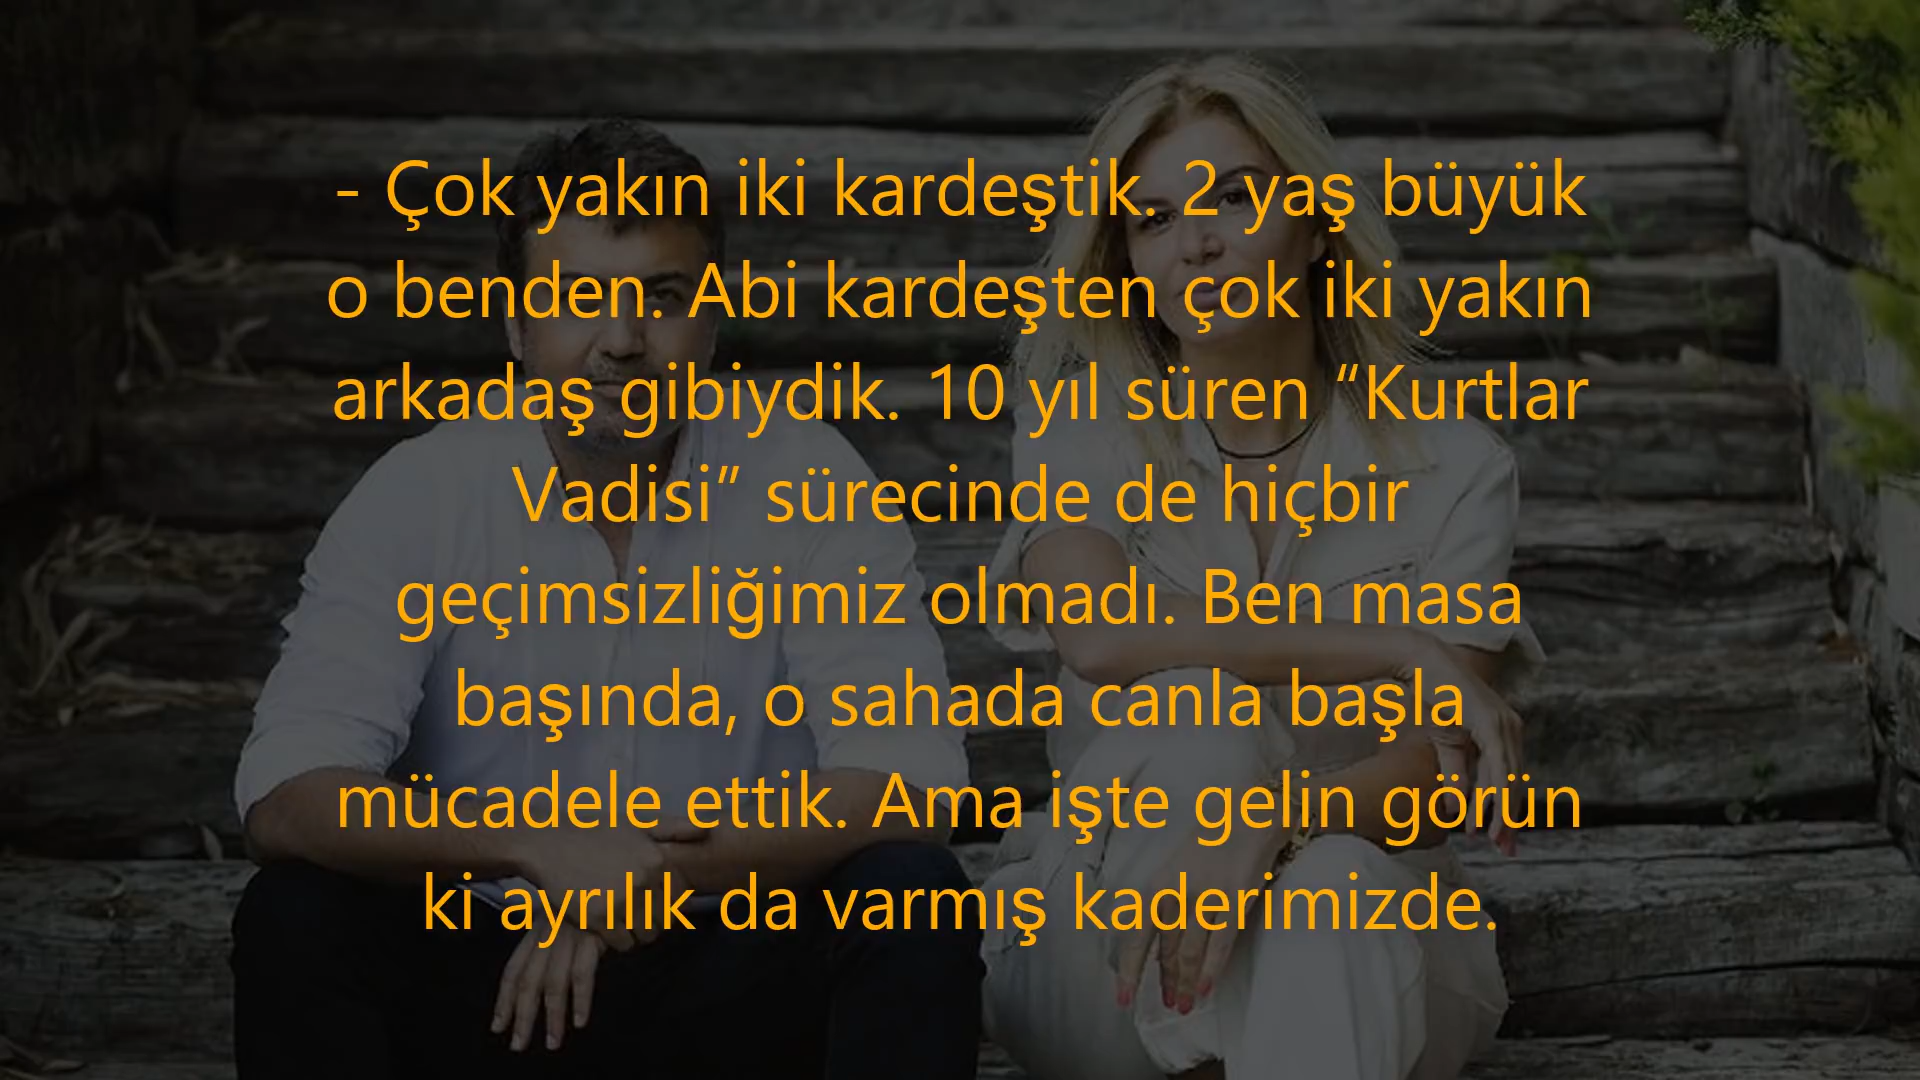 - Çok yakın iki kardeştik. 2 yaş büyük
o benden. Abi kardeşten çok iki yakın
arkadaş gibiydik. 10 yıl süren “Kurtlar
Vadisi” sürecinde de hiçbir
geçimsizliğimiz olmadı. Ben masa
başında, o sahada canla başla
mücadele ettik. Ama işte gelin görün
ki ayrılık da varmış kaderimizde.